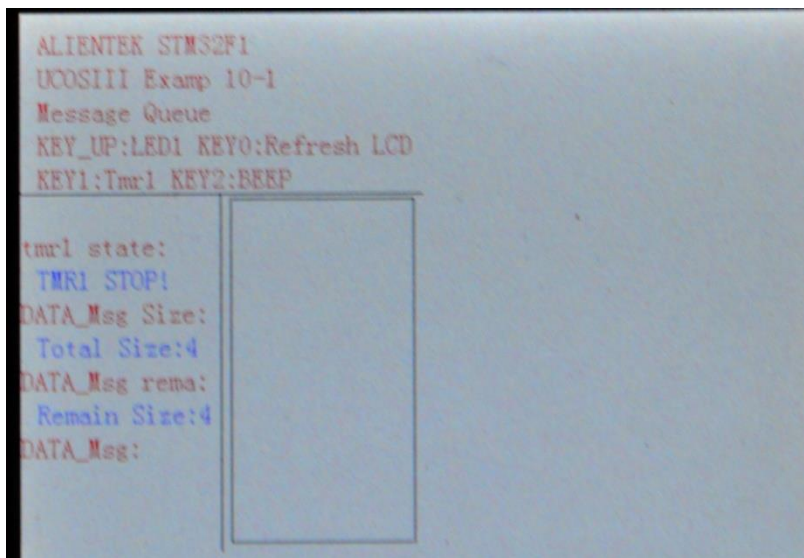 ALIENTEK STM32F1
UCOSIII Examp 10-1
Message Queue
KEY_UP:LED1 KEY0:Refresh LCD
KEY1:Tmr1 KEY2:BEEP
tmr1 state:
TMR1 STOP!
DATA_Msg Size:
Total Size:4
DATA_Msg rema:
Remain Size:4
DATA_Msg: